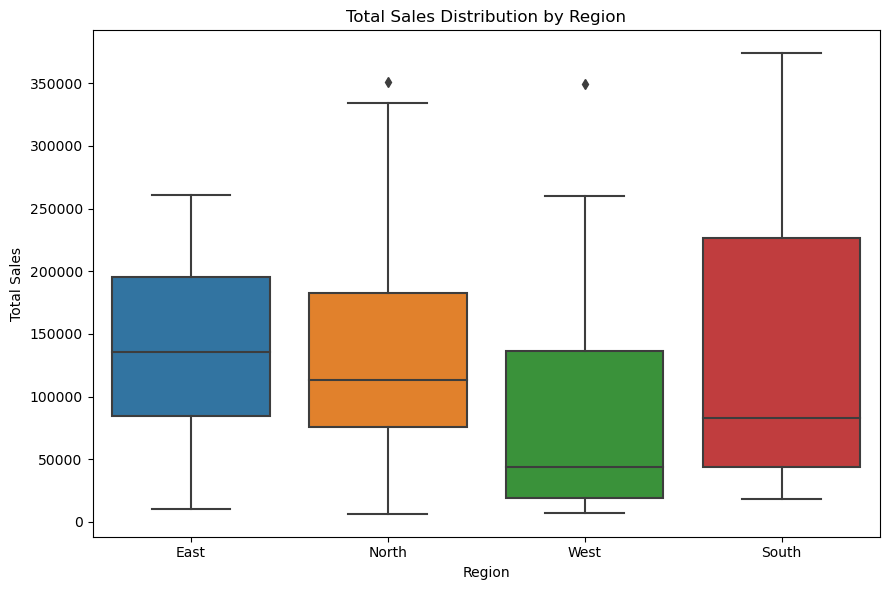 Total Sales Distribution by Region
Total Sales
350000
300000
250000
200000
150000
100000
50000
0
East North West South
Region